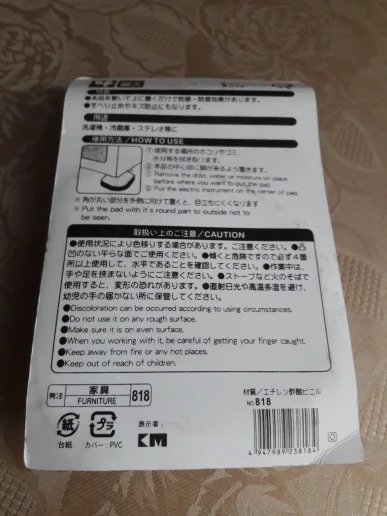 ●本品を敷いて上に置くだけで防振・防音効果があります。
●すべり止めやキズ防止にもなります。
用途
洗濯機・冷蔵庫・ステレオ等に
使用方法/HOW TO USE
①使用する場所のホコリやゴミ、
水分等を拭き取ります。
②本品の中心部に脚が来るよう置きます。
①Remove the dust, water or moisture on place
before where you want to put the pad.
②Put the electric instrument on the center of pad.
※角が丸い部分を外側に向けて置くと、目立ちにくくなります
※Put the pad with it's round part to outside not to
be seen.
取扱い上のご注意/CAUTION
●使用状況により色移りする場合があります。ご注意ください。●凸
凹のない平らな面でご使用ください。●傾くと危険ですので必ず4箇
所以上使用して、水平であることを確認してください。●作業中は、
手や足を挟まないようにご注意ください。●ストーブなど火のそばで
使用すると、変形の恐れがあります。●直射日光や高温多湿を避け、
幼児の手の届かない所に保管してください。
●Discoloration can be occurred according to using circumstances.
●Do not use it on any rough surface.
●Make sure it is on even surface.
●When you working with it, be careful of getting your finger caught.
●Keep away from fire or any hot places.
●Keep out of reach of children.
発注 家具 FURNITURE 818
材質/エチレン酢酸ビニル
NO.818
紙 プラ 表示者: KM
台紙 カバー:PVC
4947989238184